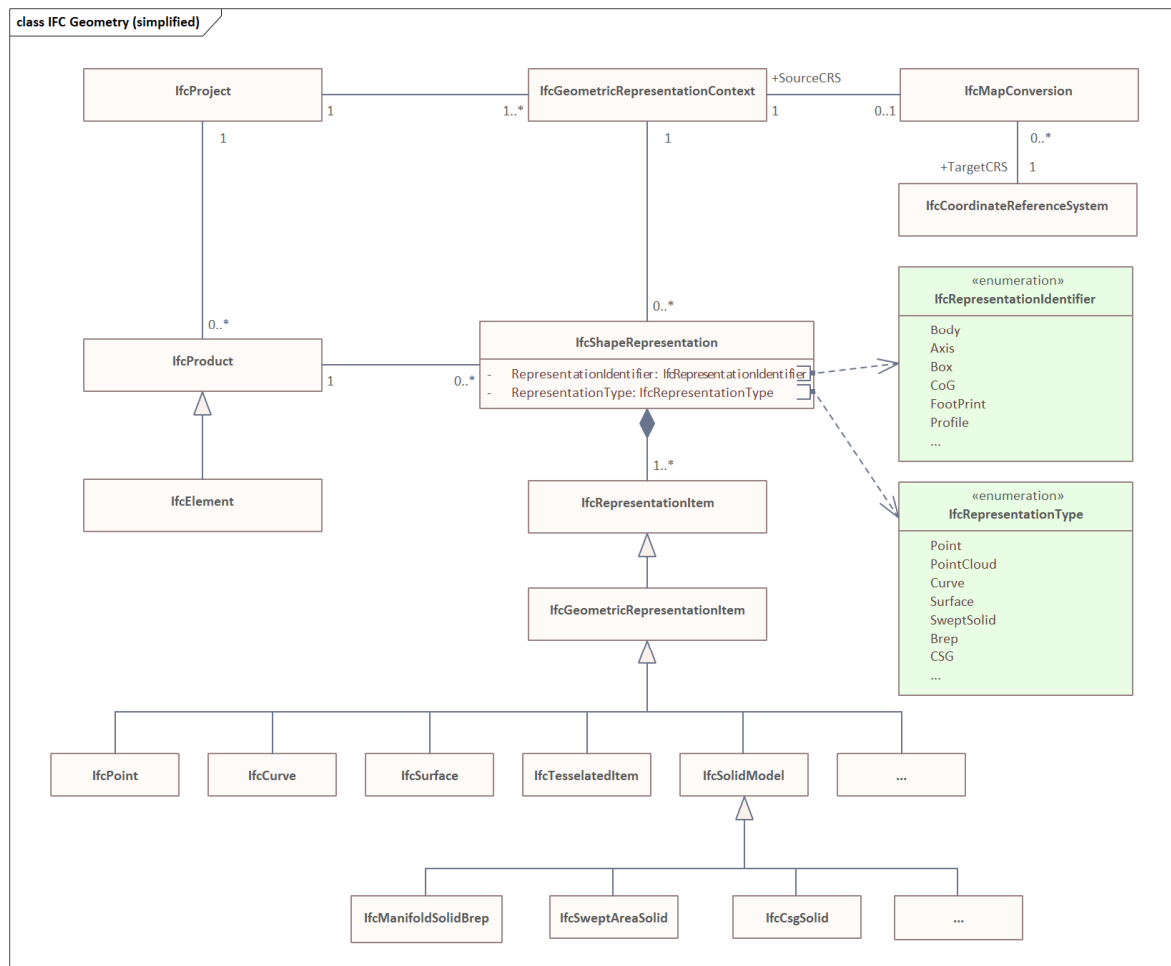 class IFC Geometry (simplified)
IfcProject
IfcGeometricRepresentationContext
+SourceCRS
IfcMapConversion
1
1..*
1
0..1
1
1
0..*
+TargetCRS
1
IfcCoordinateReferenceSystem
«enumeration»
IfcRepresentationIdentifier
Body
Axis
Box
CoG
FootPrint
Profile
...
0..*
0..*
IfcProduct
1
0..*
IfcShapeRepresentation
- RepresentationIdentifier: IfcRepresentationIdentifier
- RepresentationType: IfcRepresentationType
1..*
IfcElement
IfcRepresentationItem
«enumeration»
IfcRepresentationType
Point
PointCloud
Curve
Surface
SweptSolid
Brep
CSG
...
IfcGeometricRepresentationItem
IfcPoint
IfcCurve
IfcSurface
IfcTesselatedItem
IfcSolidModel
...
IfcManifoldSolidBrep
IfcSweptAreaSolid
IfcCsgSolid
...